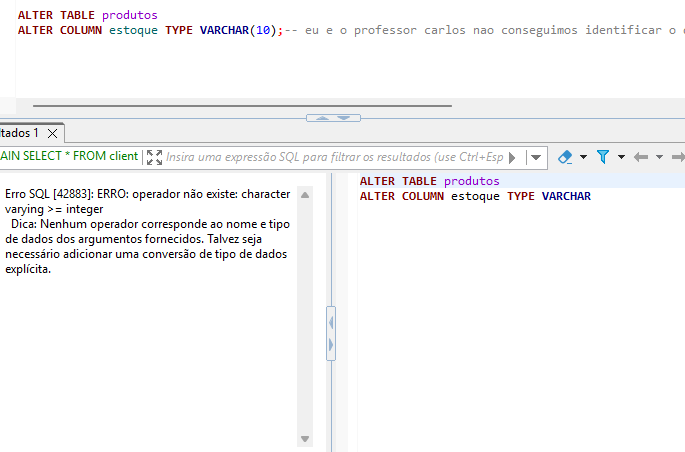 ALTER TABLE produtos
ALTER COLUMN estoque TYPE VARCHAR(10);-- eu e o professor carlos nao conseguimos identificar o
ltados 1
AIN SELECT * FROM client
Insira uma expressão SQL para filtrar os resultados (use Ctrl+Esp
Erro SQL [42883]: ERRO: operador não existe: character
varying >= integer
Dica: Nenhum operador corresponde ao nome e tipo
de dados dos argumentos fornecidos. Talvez seja
necessário adicionar uma conversão de tipo de dados
explícita.
ALTER TABLE produtos
ALTER COLUMN estoque TYPE VARCHAR